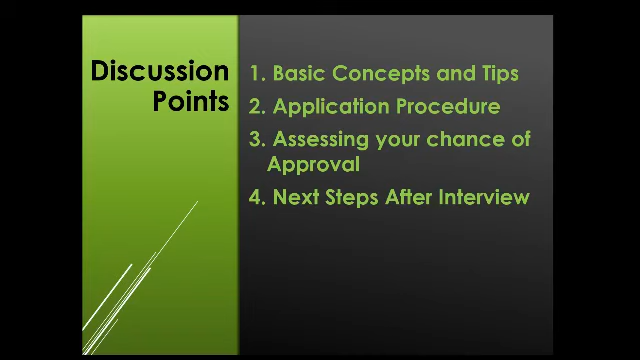 Discussion
Points
1. Basic Concepts and Tips
2. Application Procedure
3. Assessing your chance of
Approval
4. Next Steps After Interview